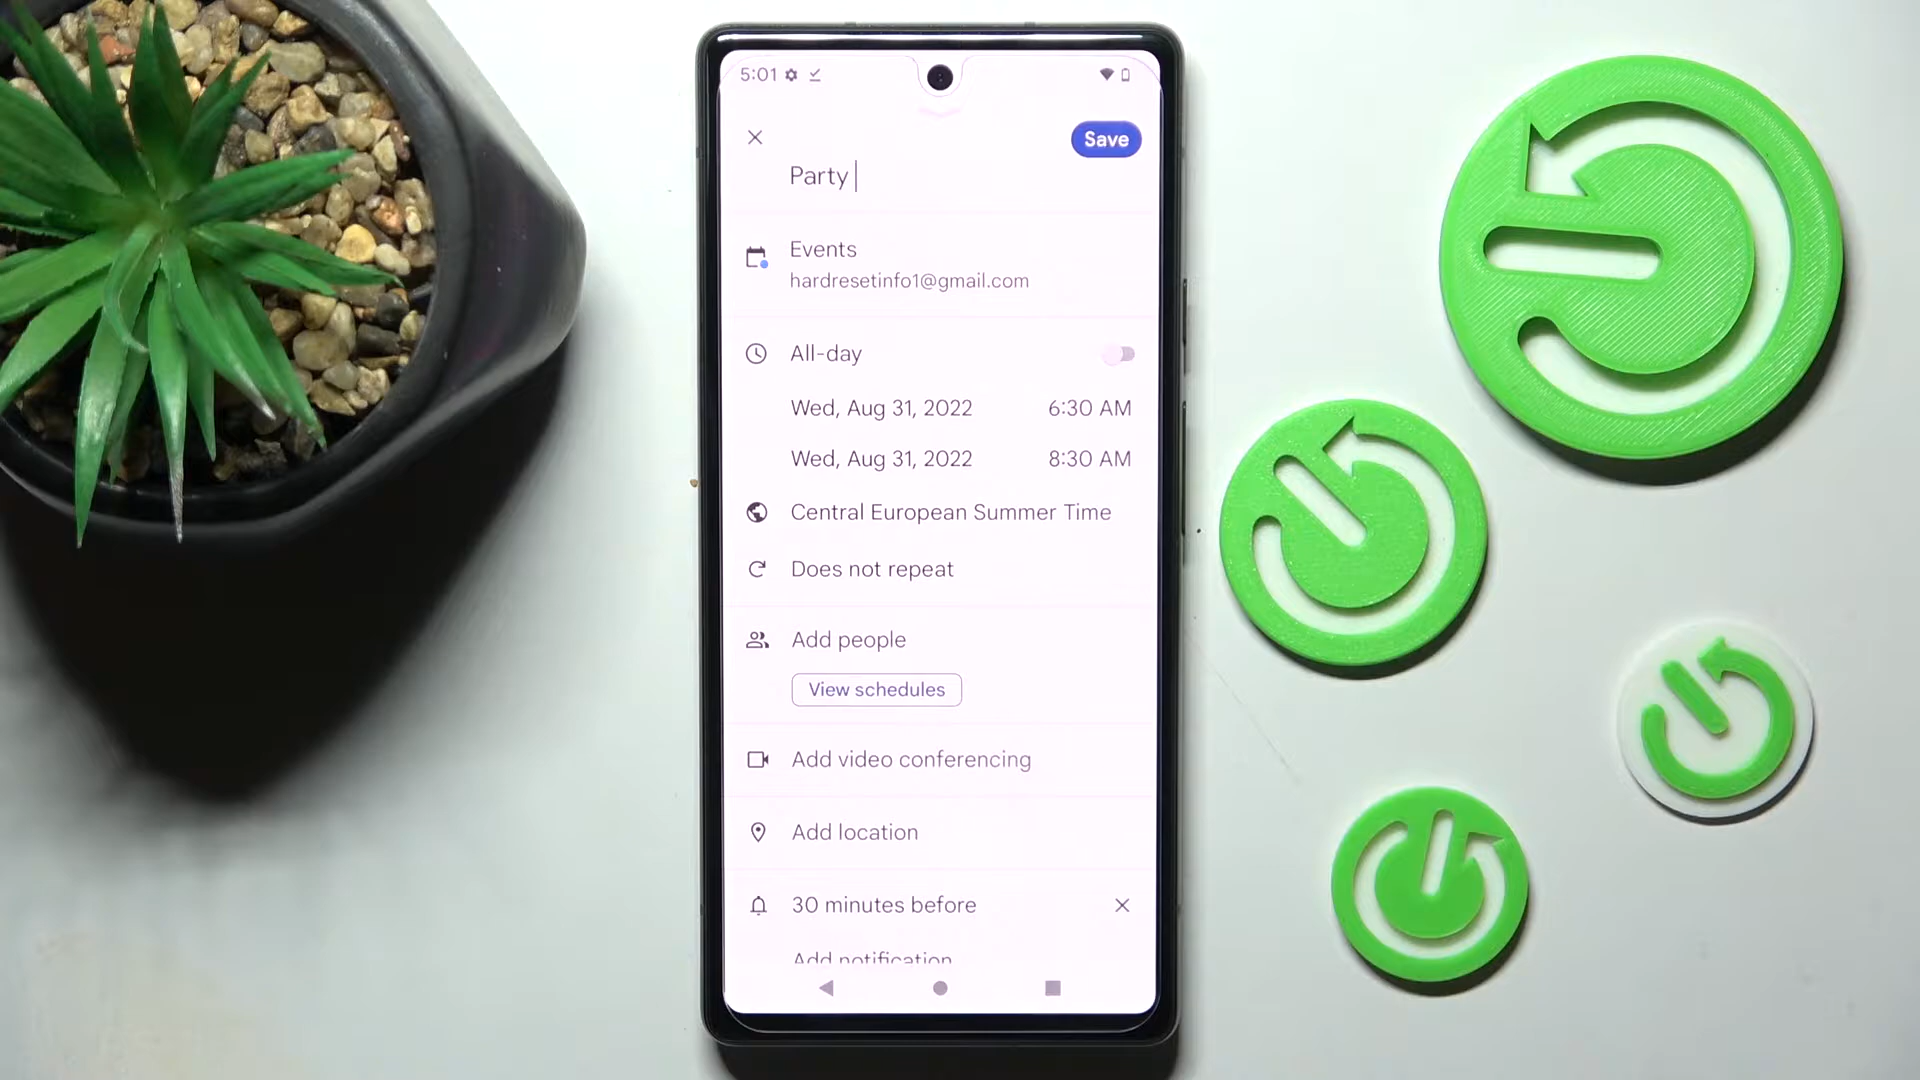 5:01
Save
Party
Events
hardresetinfo1@gmail.com
All-day
Wed, Aug 31, 2022 6:30 AM
Wed, Aug 31, 2022 8:30 AM
Central European Summer Time
Does not repeat
Add people
View schedules
Add video conferencing
Add location
30 minutes before
Add notification